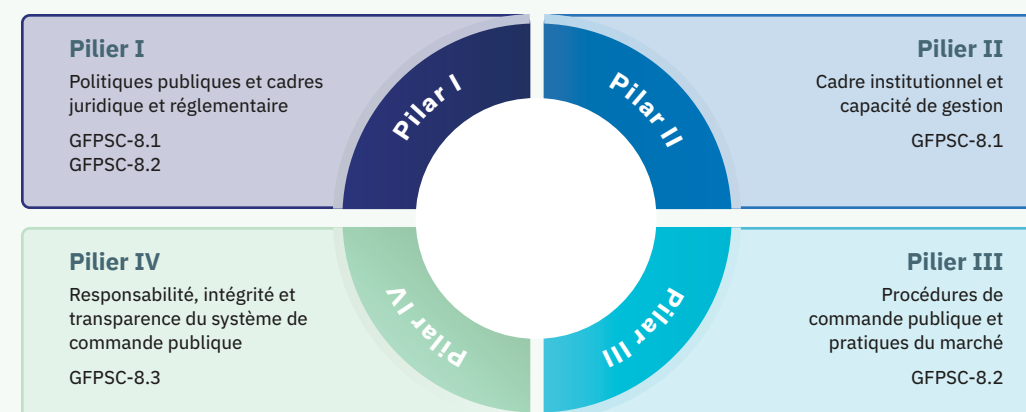 Pilier I
Politiques publiques et cadres
juridique et réglementaire
GFPSC-8.1
GFPSC-8.2
Pilar I
Pilar II
Pilier II
Cadre institutionnel et
capacité de gestion
GFPSC-8.1
Pilier IV
Responsabilité, intégrité et
transparence du système de
commande publique
GFPSC-8.3
Pilar IV
Pilar III
Pilier III
Procédures de
commande publique et
pratiques du marché
GFPSC-8.2